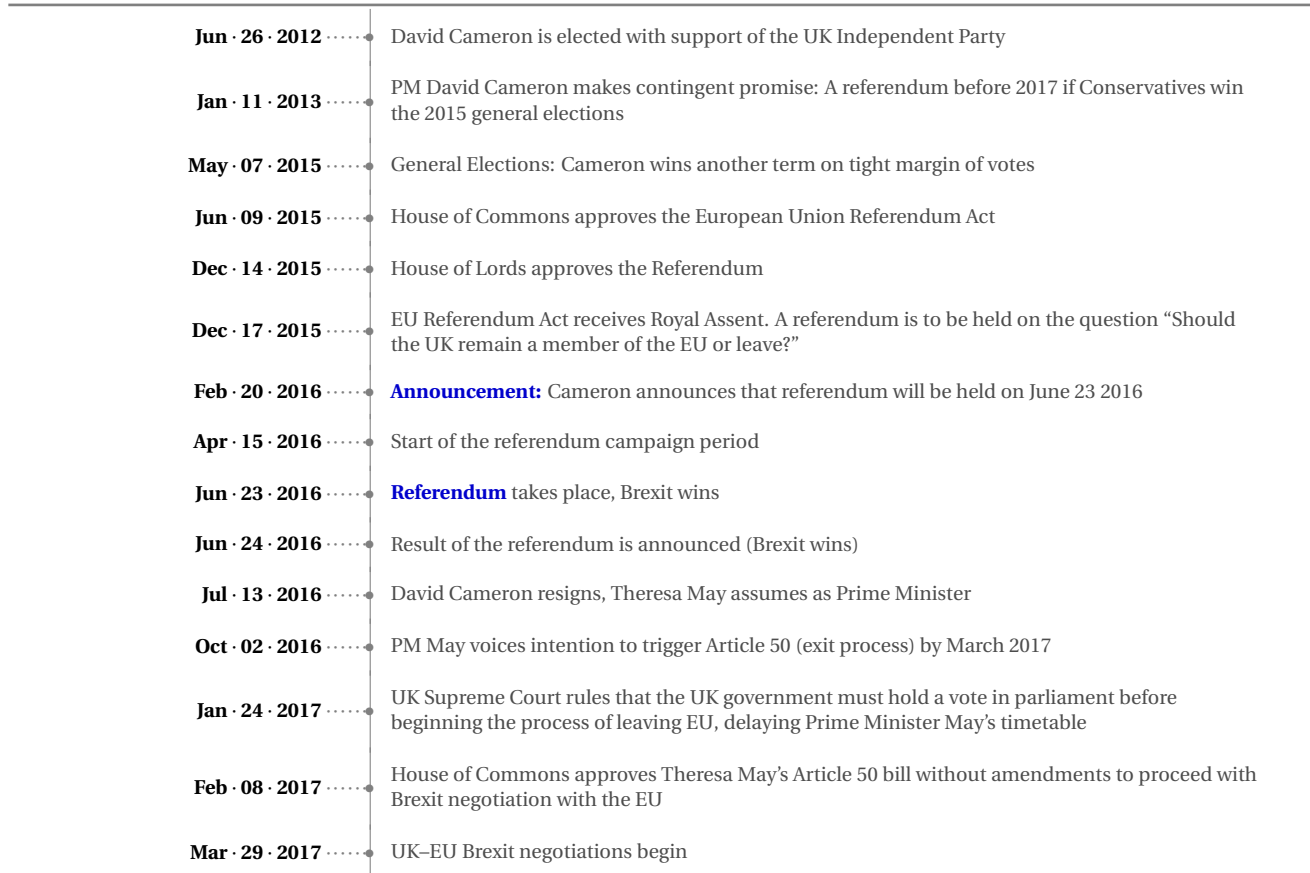 Jun · 26 · 2012 David Cameron is elected with support of the UK Independent Party
Jan · 11 · 2013 PM David Cameron makes contingent promise: A referendum before 2017 if Conservatives win
the 2015 general elections
May · 07 · 2015 General Elections: Cameron wins another term on tight margin of votes
Jun · 09 · 2015 House of Commons approves the European Union Referendum Act
Dec · 14 · 2015 House of Lords approves the Referendum
Dec · 17 · 2015 EU Referendum Act receives Royal Assent. A referendum is to be held on the question “Should
the UK remain a member of the EU or leave?”
Feb · 20 · 2016 Announcement: Cameron announces that referendum will be held on June 23 2016
Apr · 15 · 2016 Start of the referendum campaign period
Jun · 23 · 2016 Referendum takes place, Brexit wins
Jun · 24 · 2016 Result of the referendum is announced (Brexit wins)
Jul · 13 · 2016 David Cameron resigns, Theresa May assumes as Prime Minister
Oct · 02 · 2016 PM May voices intention to trigger Article 50 (exit process) by March 2017
Jan · 24 · 2017 UK Supreme Court rules that the UK government must hold a vote in parliament before
beginning the process of leaving EU, delaying Prime Minister May’s timetable
Feb · 08 · 2017 House of Commons approves Theresa May’s Article 50 bill without amendments to proceed with
Brexit negotiation with the EU
Mar · 29 · 2017 UK–EU Brexit negotiations begin